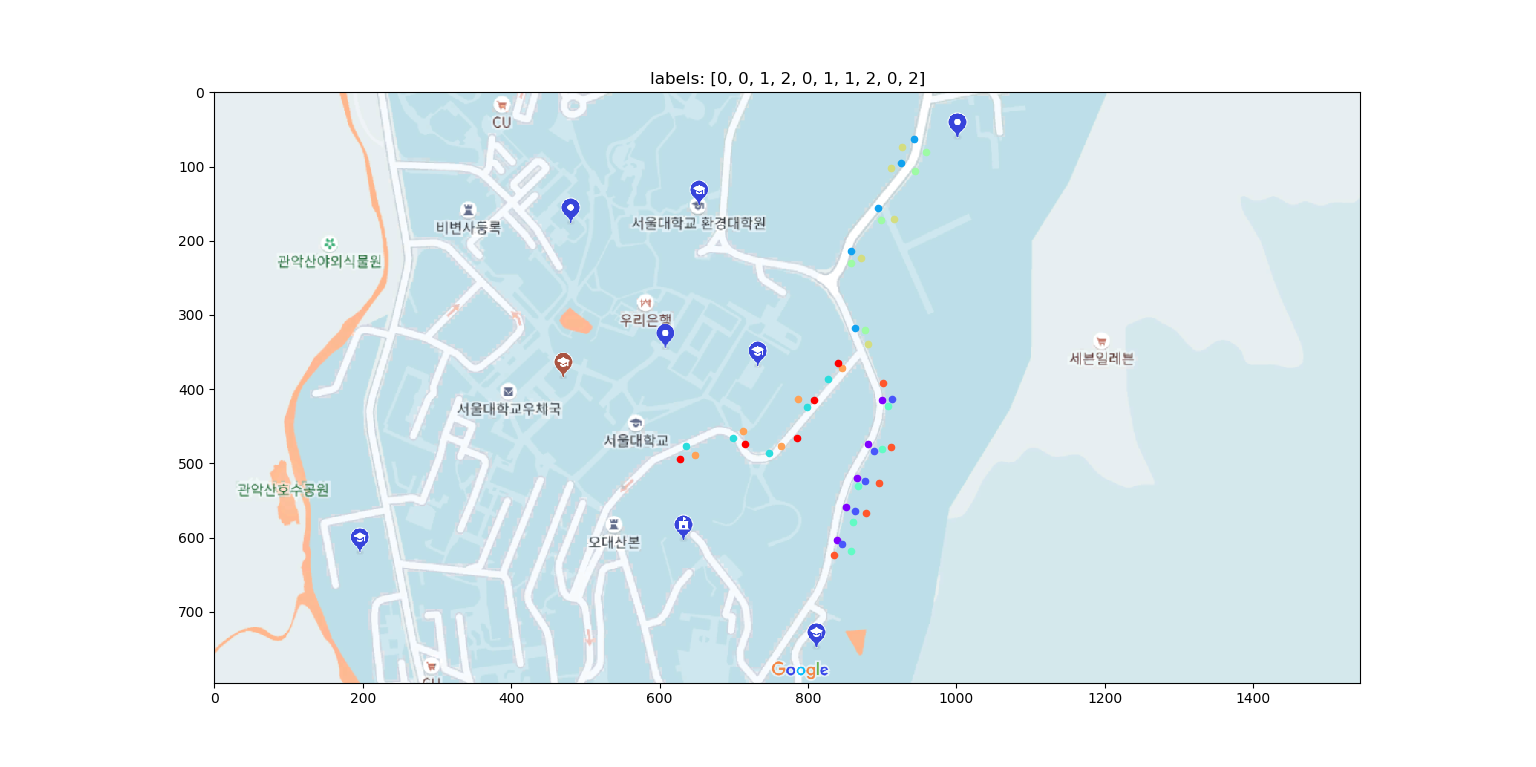 labels: [0, 0, 1, 2, 0, 1, 1, 2, 0, 2]
0
100
200
300
400
500
600
700
0
200
400
600
800
1000
1200
1400
CU
비변사등록
서울대학교 환경대학원
관악산야외식물원
우리은행
세븐일레븐
서울대학교우체국
서울대학교
관악산호수공원
모대산본
CU
Google